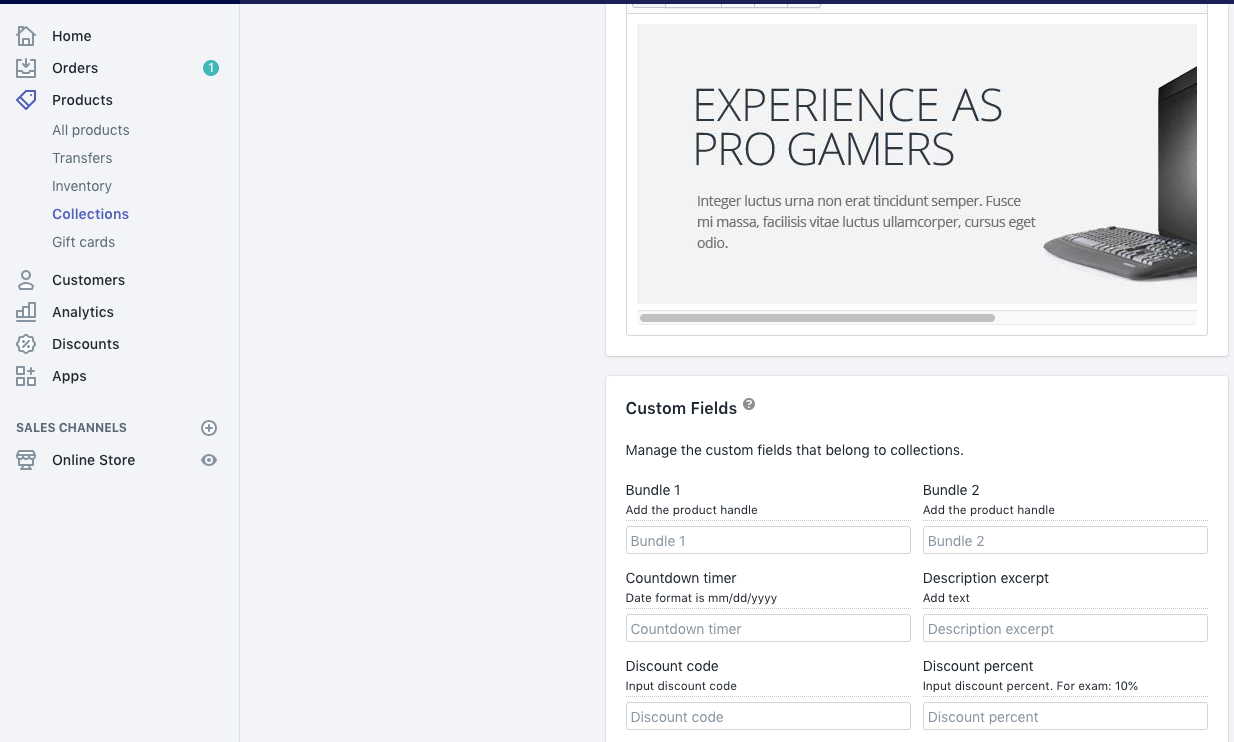 Home
Orders 1
Products
All products
Transfers
Inventory
Collections
Gift cards
Customers
Analytics
Discounts
Apps
SALES CHANNELS
Online Store
EXPERIENCE AS
PRO GAMERS
Integer luctus urna non erat tincidunt semper. Fusce
mi massa, facilisis vitae luctus ullamcorper, cursus eget
odio.
Custom Fields ?
Manage the custom fields that belong to collections.
Bundle 1
Add the product handle
Bundle 1
Bundle 2
Add the product handle
Bundle 2
Countdown timer
Date format is mm/dd/yyyy
Countdown timer
Description excerpt
Add text
Description excerpt
Discount code
Input discount code
Discount code
Discount percent
Input discount percent. For exam: 10%
Discount percent